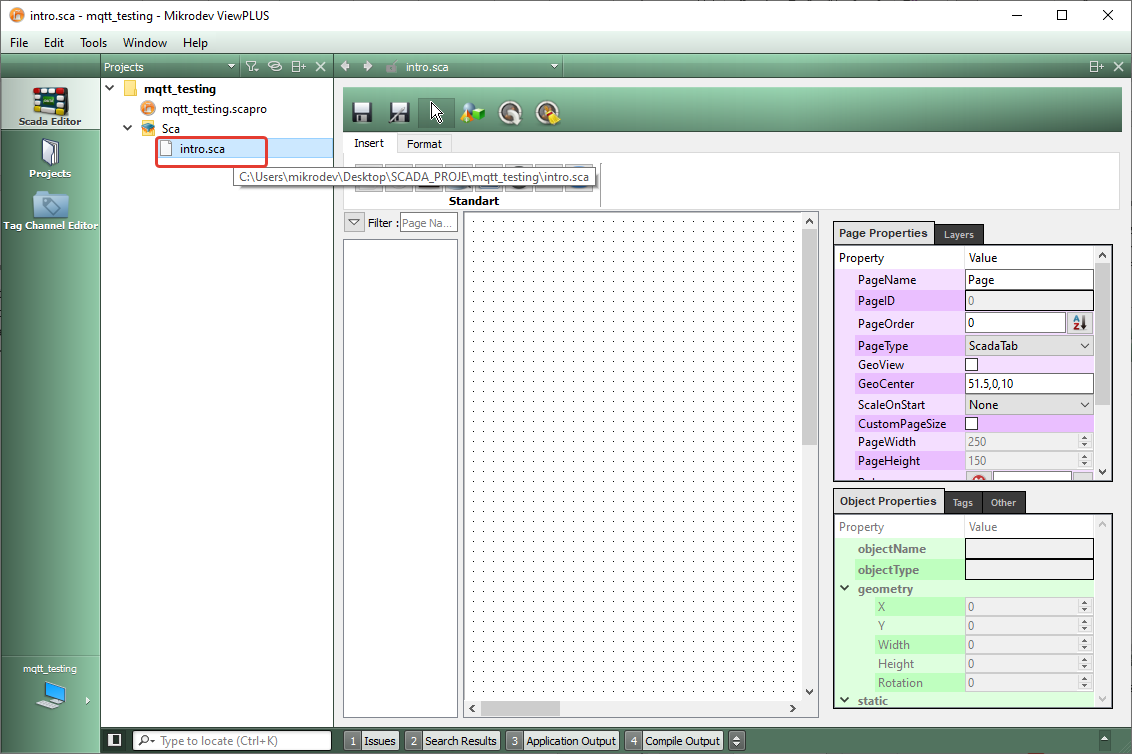 intro.sca - mqtt_testing - Mikrodev ViewPLUS
File Edit Tools Window Help
Projects
intro.sca
Scada Editor
Projects
Tag Channel Editor
mqtt_testing
mqtt_testing.scapro
Sca
intro.sca
C:\Users\mikrodev\Desktop\SCADA_PROJE\mqtt_testing\intro.sca
Insert Format
Standart
Filter : Page Na...
Page Properties Layers
Property Value
PageName Page
PageID 0
PageOrder 0
PageType ScadaTab
GeoView
GeoCenter 51.5,0,10
ScaleOnStart None
CustomPageSize
PageWidth 250
PageHeight 150
Object Properties Tags Other
Property Value
objectName
objectType
geometry
X 0
Y 0
Width 0
Height 0
Rotation 0
static
mqtt_testing
Type to locate (Ctrl+K)
1 Issues 2 Search Results 3 Application Output 4 Compile Output